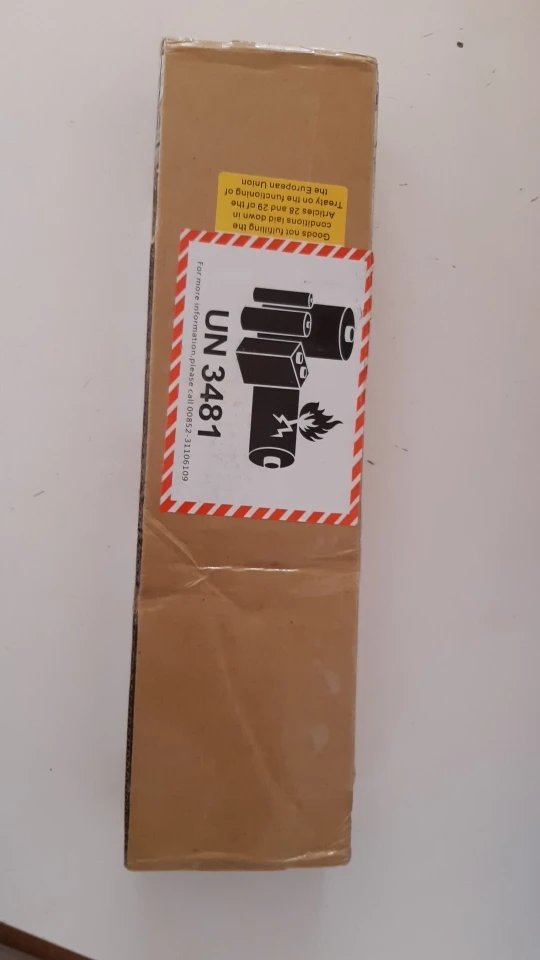 Goods not fulfilling the
conditions laid down in
Articles 28 and 29 of the
Treaty on the functioning of
the European Union
UN 3481
For more information,please call 00852-31106109